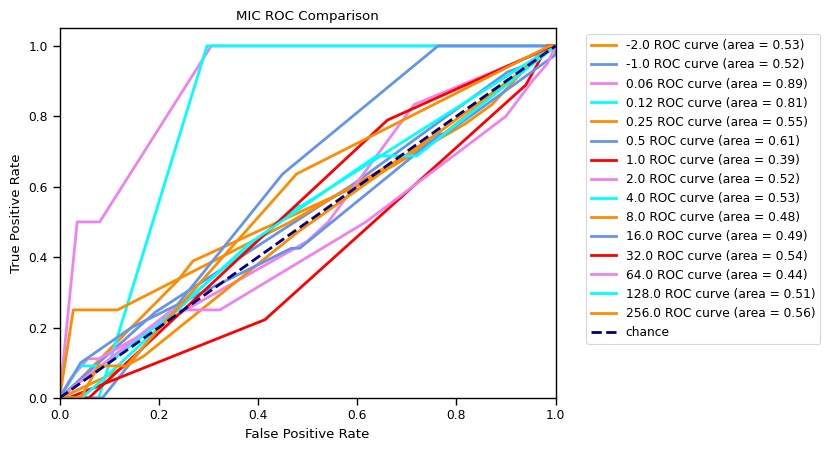 MIC ROC Comparison
1.0
0.8
0.6
0.4
0.2
0.0
True Positive Rate
0.0 0.2 0.4 0.6 0.8 1.0
False Positive Rate
-2.0 ROC curve (area = 0.53)
-1.0 ROC curve (area = 0.52)
0.06 ROC curve (area = 0.89)
0.12 ROC curve (area = 0.81)
0.25 ROC curve (area = 0.55)
0.5 ROC curve (area = 0.61)
1.0 ROC curve (area = 0.39)
2.0 ROC curve (area = 0.52)
4.0 ROC curve (area = 0.53)
8.0 ROC curve (area = 0.48)
16.0 ROC curve (area = 0.49)
32.0 ROC curve (area = 0.54)
64.0 ROC curve (area = 0.44)
128.0 ROC curve (area = 0.51)
256.0 ROC curve (area = 0.56)
chance